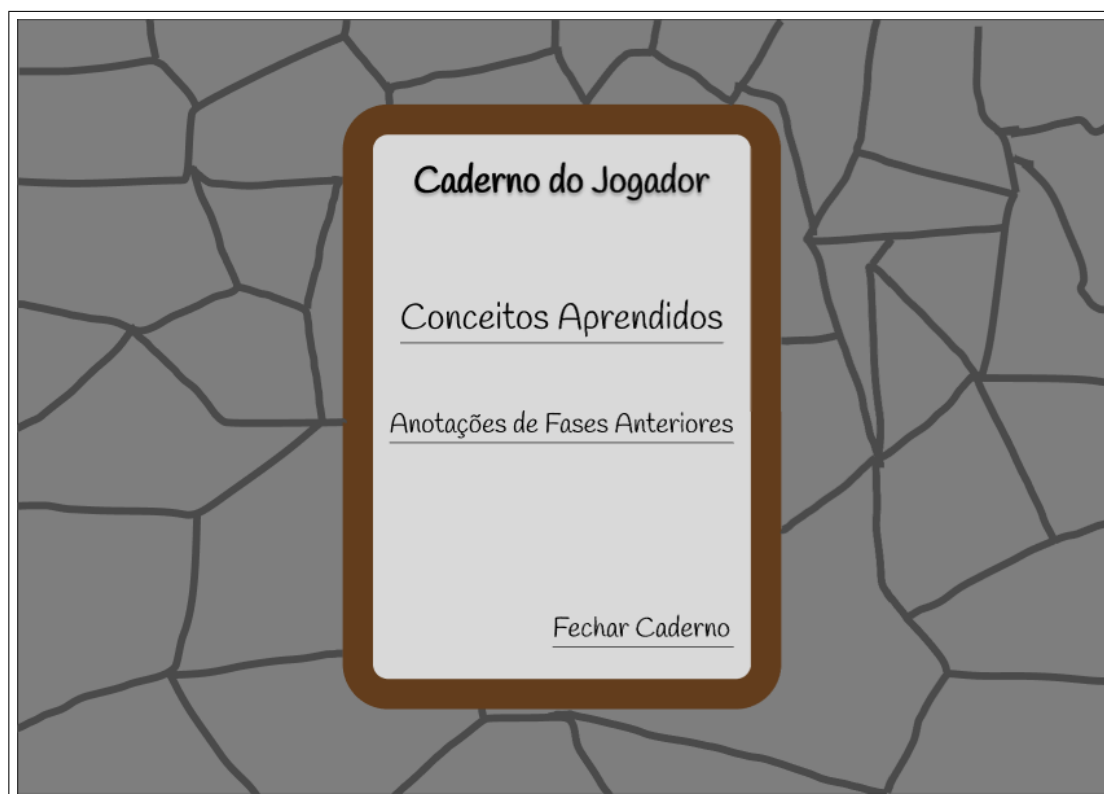 Caderno do Jogador
Conceitos Aprendidos
Anotações de Fases Anteriores
Fechar Caderno